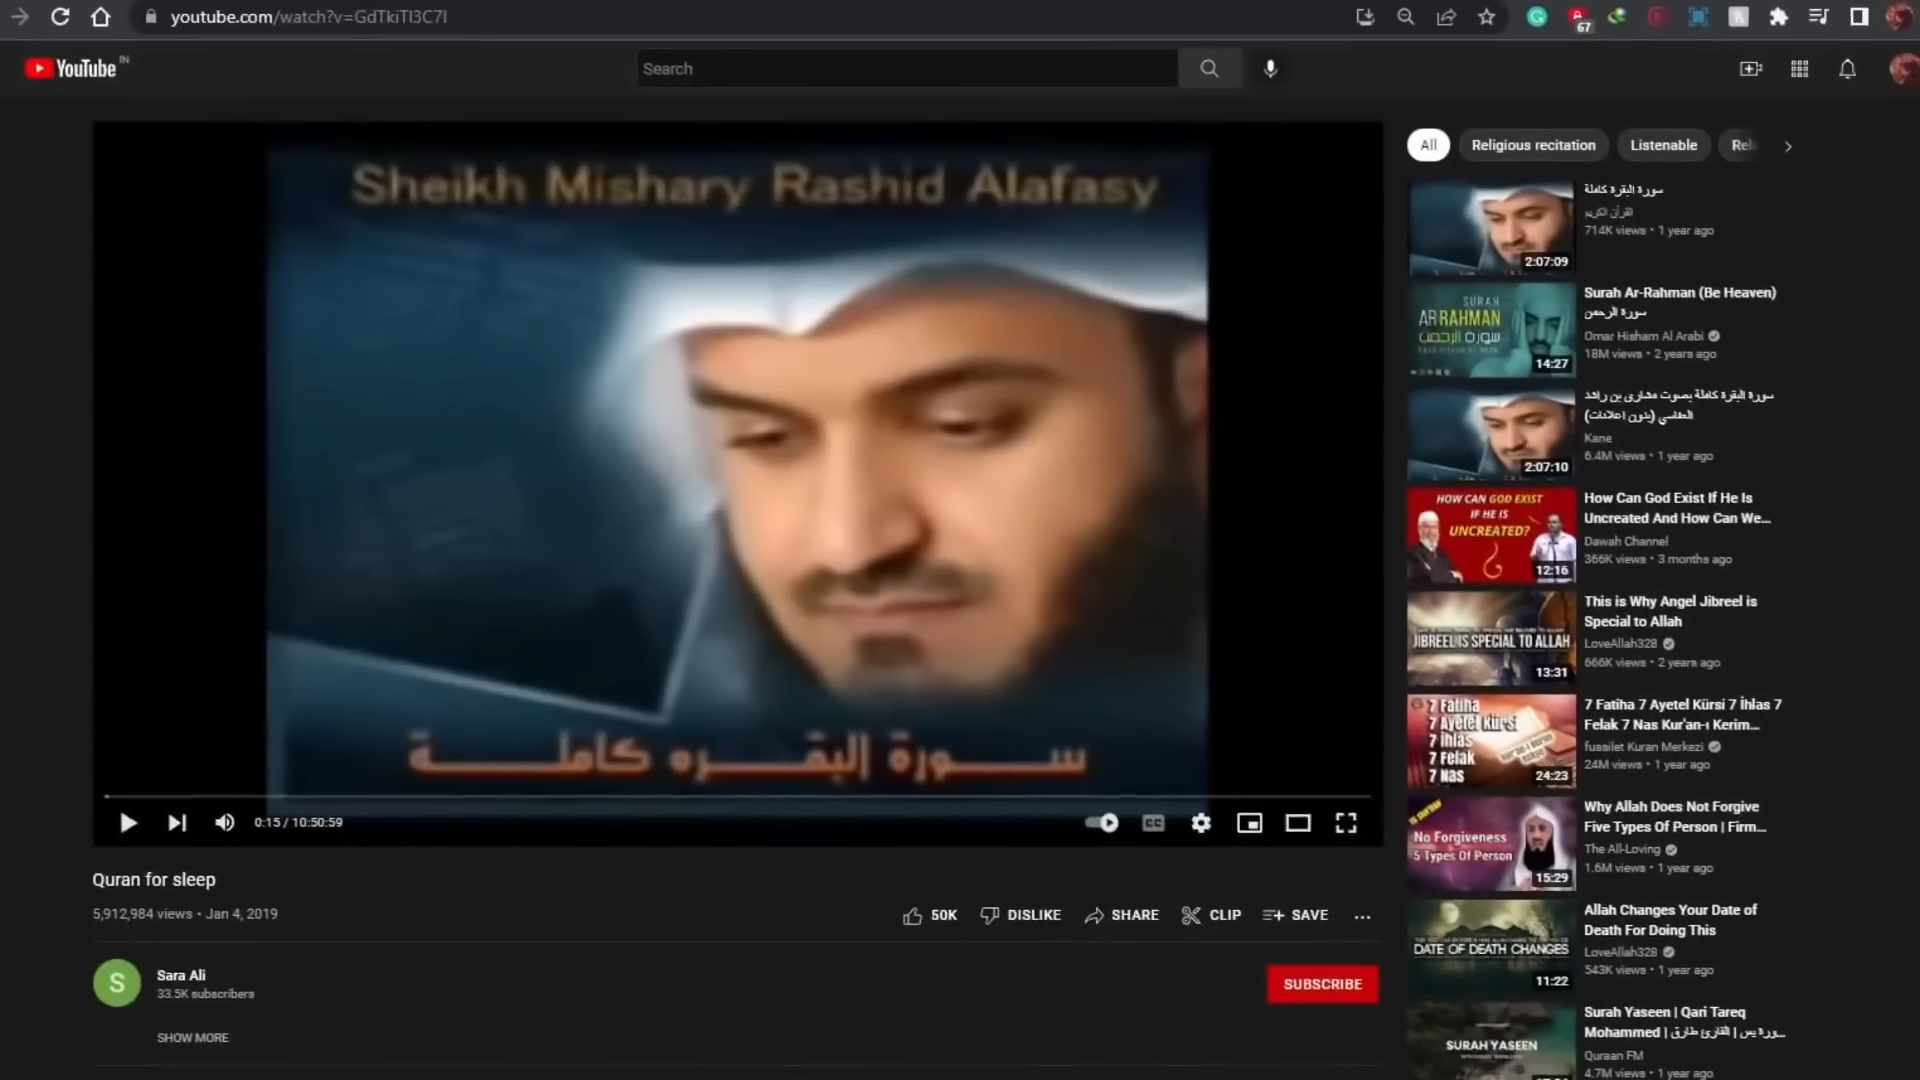 youtube.com/watch?v=GdTkiTI3C7I
67
YouTube IN
Search
Sheikh Mishary Rashid Alafasy
سورة البقره كاملة
0:15 / 10:50:59
CC
Quran for sleep
5,912,984 views • Jan 4, 2019
50K
DISLIKE
SHARE
CLIP
SAVE
S
Sara Ali
33.5K subscribers
SUBSCRIBE
SHOW MORE
All
Religious recitation
Listenable
سورة البقرة كاملة
القرآن الكريم
714K views • 1 year ago
2:07:09
SURAH
AR RAHMAN
سورة الرحمن
14:27
Surah Ar-Rahman (Be Heaven)
سورة الرحمن
Omar Hisham Al Arabi
18M views • 2 years ago
2:07:10
سورة البقرة كاملة بصوت مشاري بن راشد
العفاسي (بدون اعلانات)
Kane
6.4M views • 1 year ago
HOW CAN GOD EXIST
IF HE IS
UNCREATED?
12:16
How Can God Exist If He Is
Uncreated And How Can We...
Dawah Channel
366K views • 3 months ago
JIBREEL IS SPECIAL TO ALLAH
13:31
This is Why Angel Jibreel is
Special to Allah
LoveAllah328
666K views • 2 years ago
7 Fatiha
7 Ayetel Kürsi
7 İhlas
7 Felak
7 Nas
24:23
7 Fatiha 7 Ayetel Kürsi 7 İhlas 7
Felak 7 Nas Kur'an-ı Kerim...
fussilet Kuran Merkezi
24M views • 1 year ago
No Forgiveness
5 Types Of Person
15:29
Why Allah Does Not Forgive
Five Types Of Person | Firm...
The All-Loving
1.6M views • 1 year ago
DATE OF DEATH CHANGES
11:22
Allah Changes Your Date of
Death For Doing This
LoveAllah328
543K views • 1 year ago
SURAH YASEEN
Surah Yaseen | Qari Tareq
Mohammed | سورة يس | القارئ طارق...
Quraan FM
4.7M views • 1 year ago